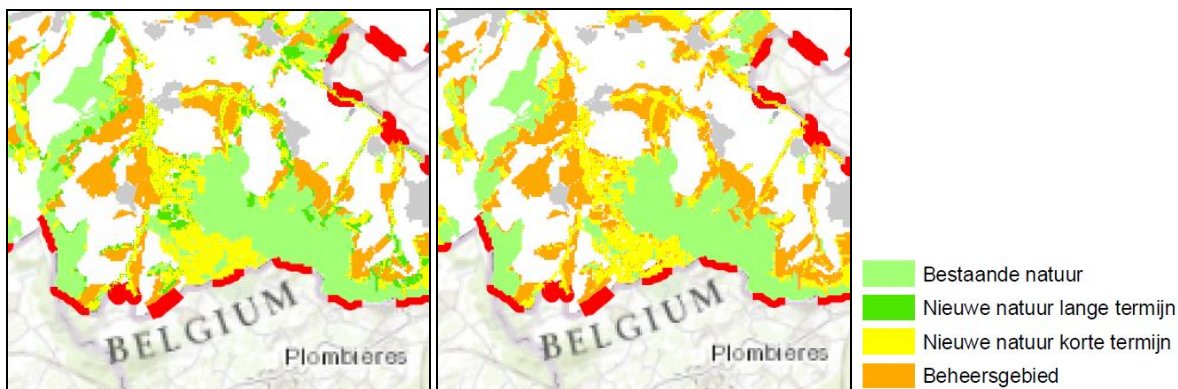 BELGIUM
Plombières
BELGIUM
Plombières
Bestaande natuur
Nieuwe natuur lange termijn
Nieuwe natuur korte termijn
Beheersgebied